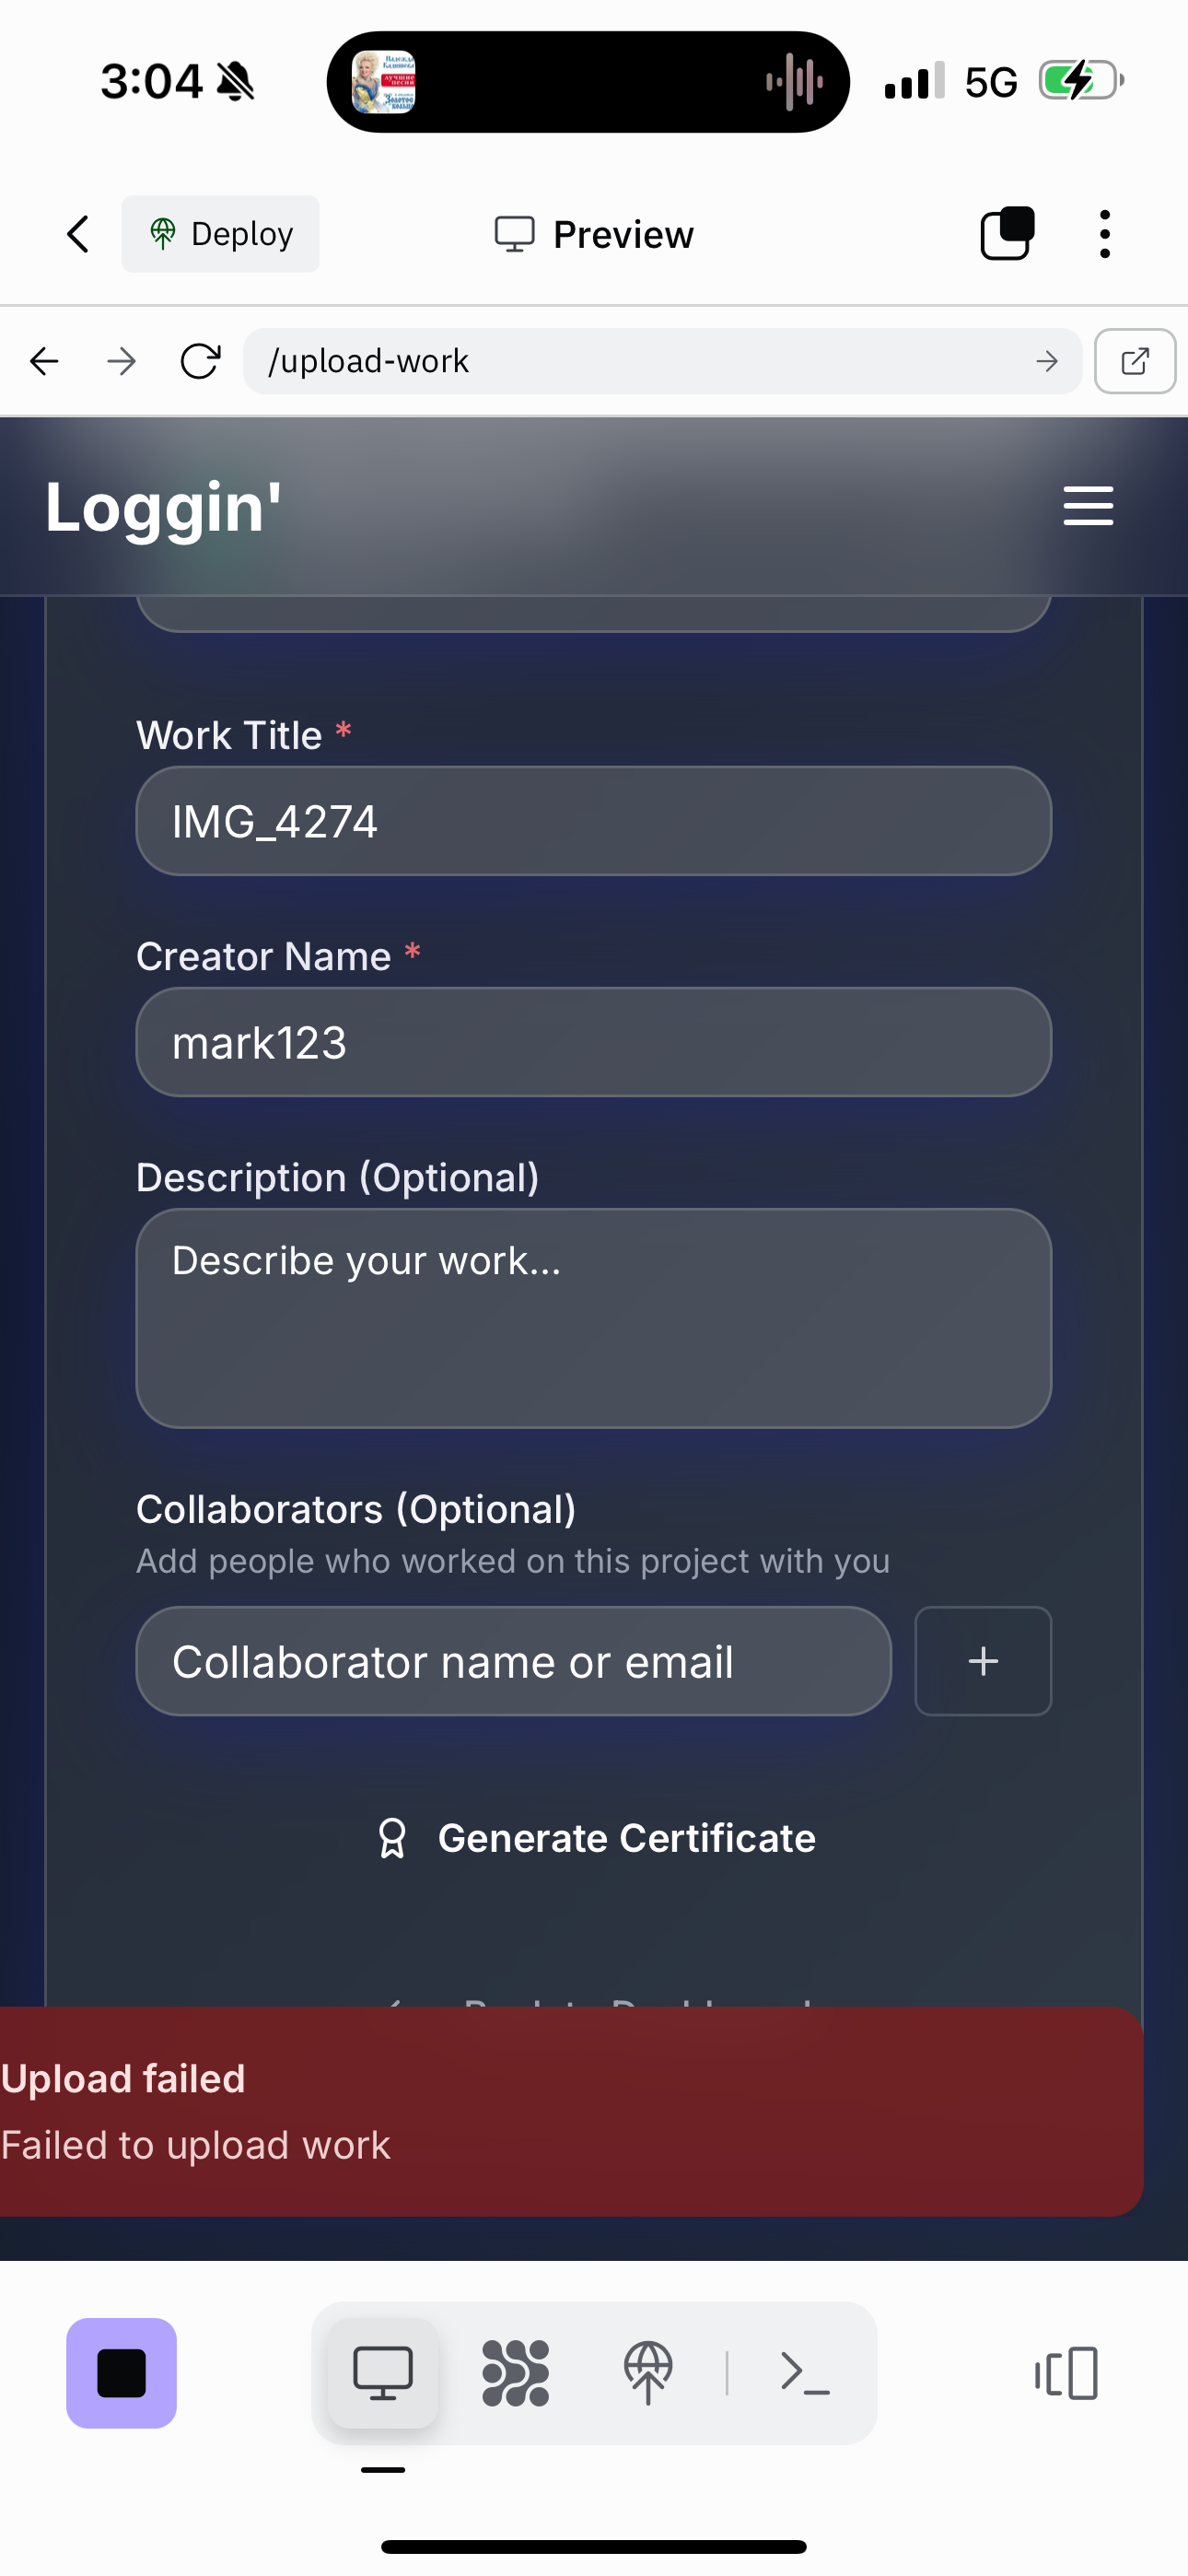 3:04
5G
Deploy
Preview
/upload-work
Loggin'
Work Title *
IMG_4274
Creator Name *
mark123
Description (Optional)
Describe your work...
Collaborators (Optional)
Add people who worked on this project with you
Collaborator name or email
Generate Certificate
Upload failed
Failed to upload work